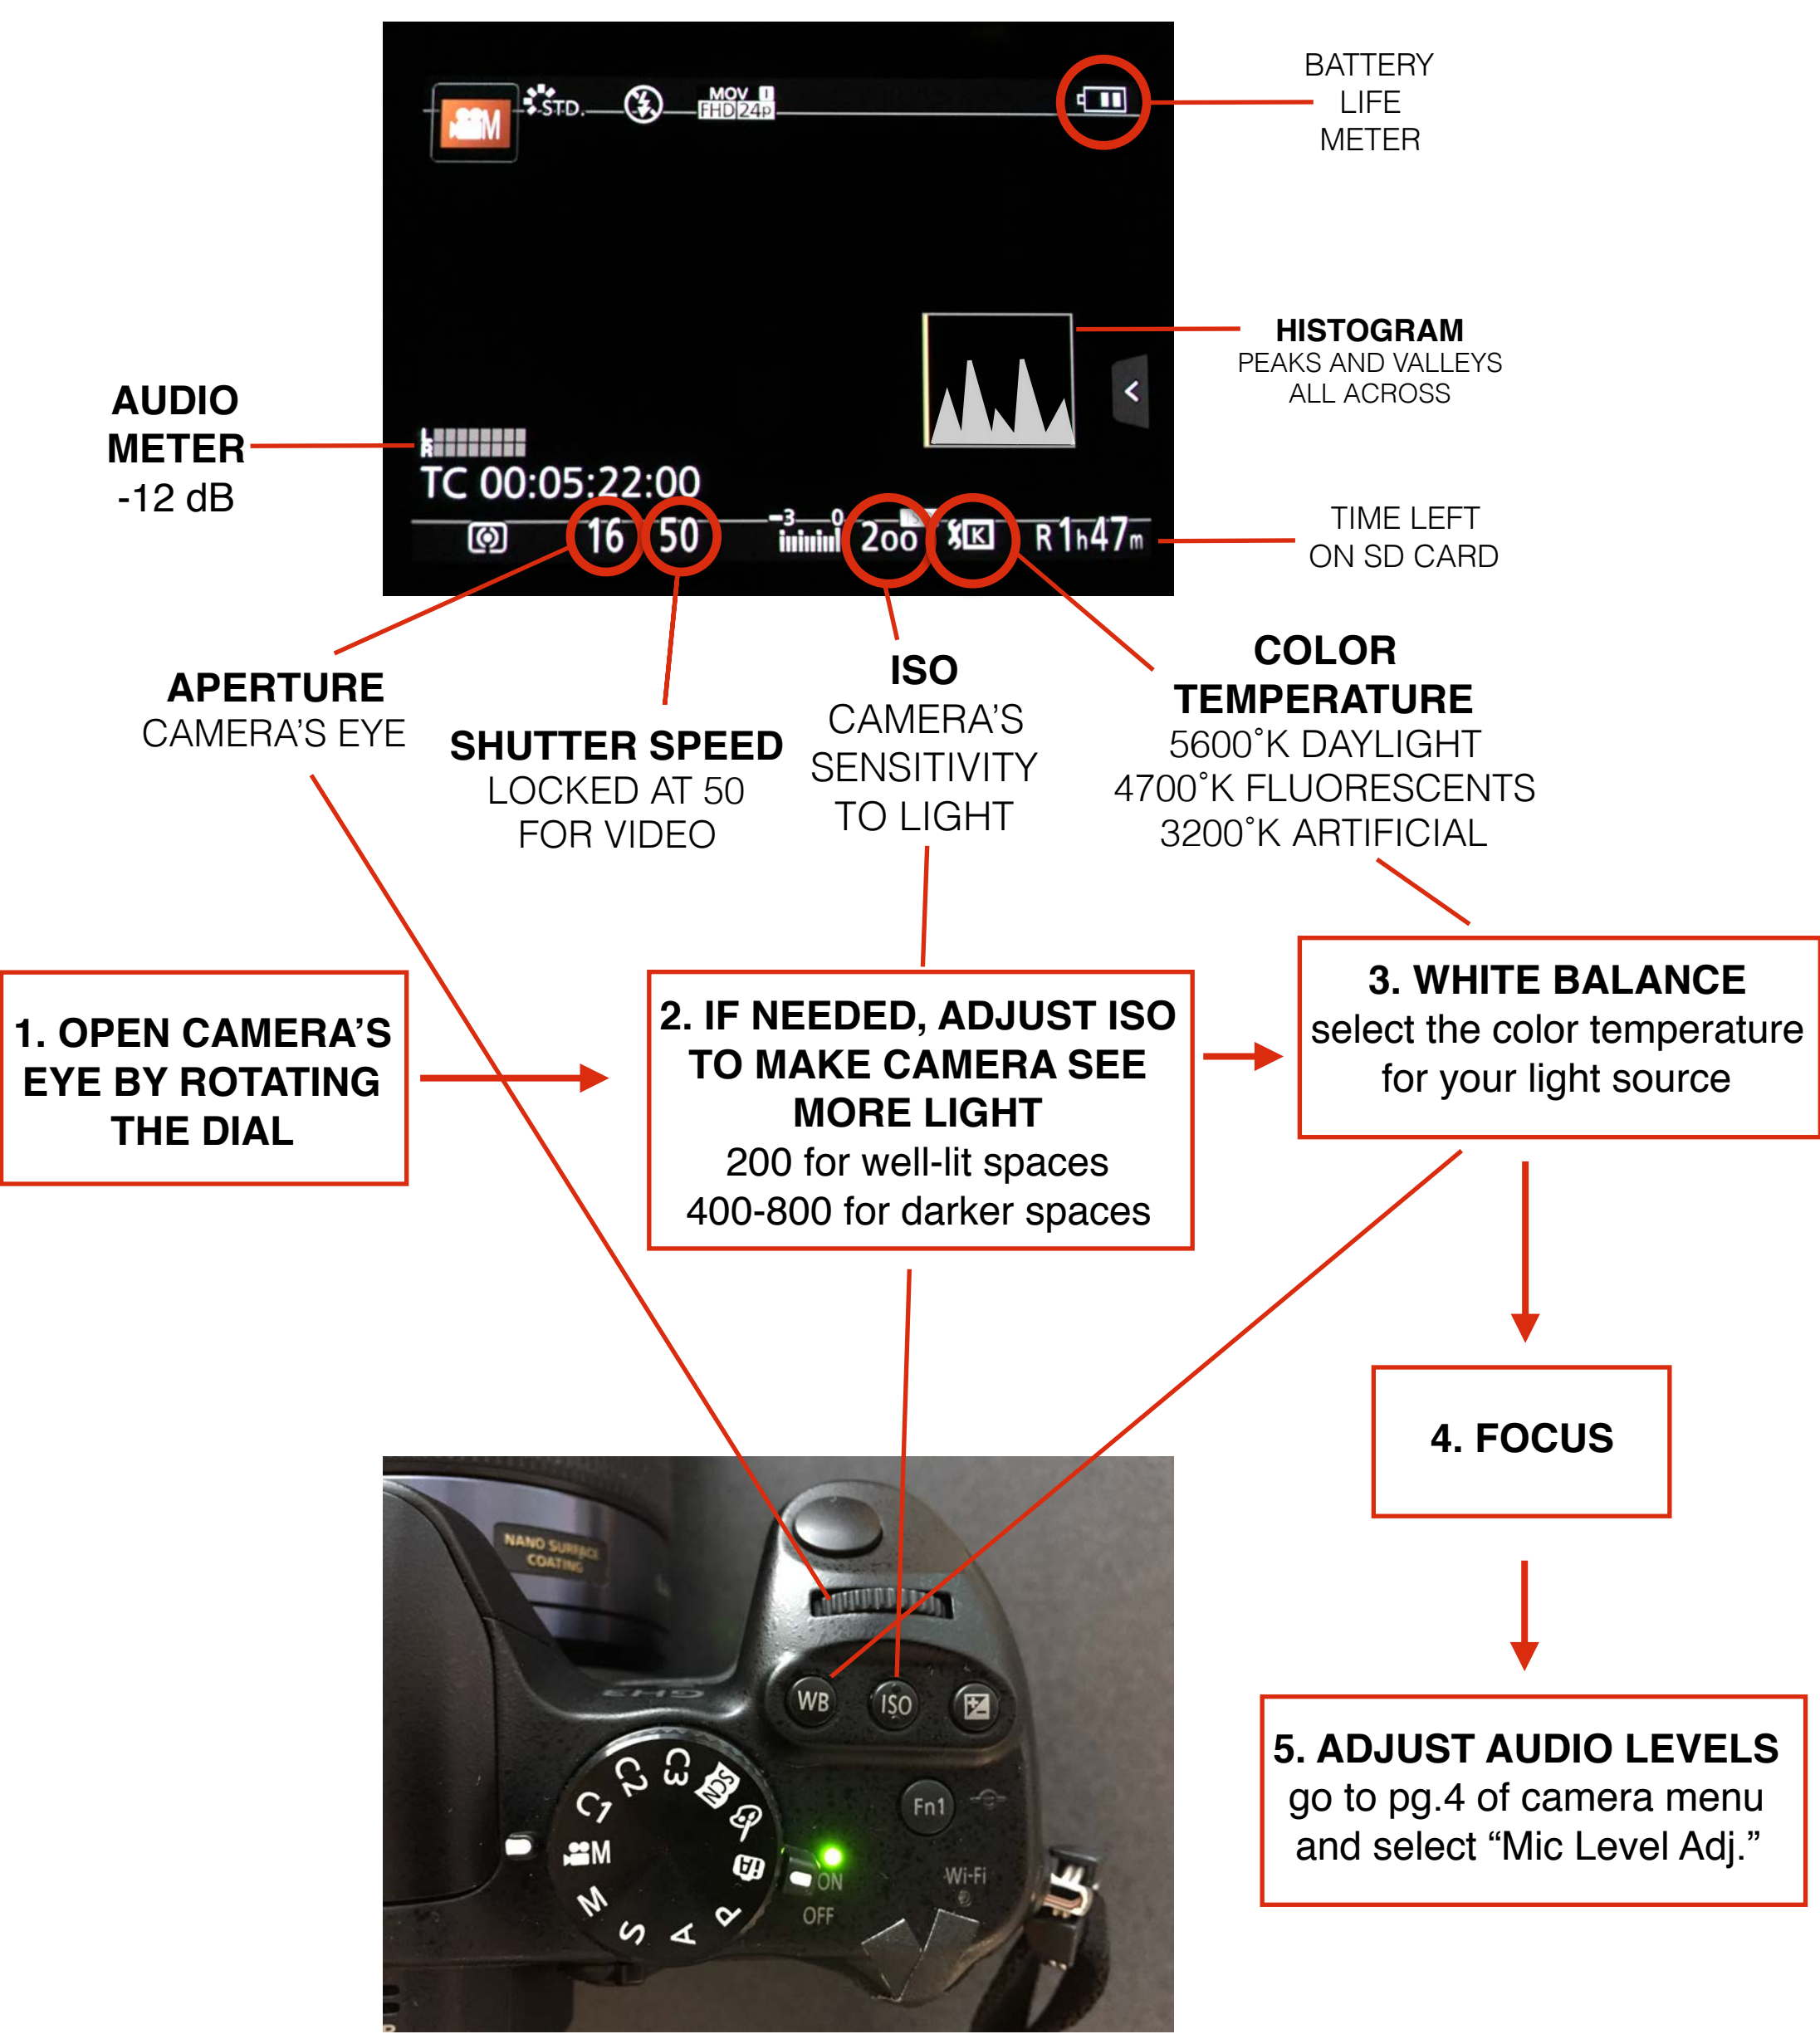 BATTERY
LIFE
METER
STD.
MOV
FHD 24p
M
HISTOGRAM
PEAKS AND VALLEYS
ALL ACROSS
AUDIO
METER
-12 dB
L
R
TC 00:05:22:00
16
50
-3 0
200
K
R 1h47m
TIME LEFT
ON SD CARD
APERTURE
CAMERA'S EYE
SHUTTER SPEED
LOCKED AT 50
FOR VIDEO
ISO
CAMERA'S
SENSITIVITY
TO LIGHT
COLOR
TEMPERATURE
5600˚K DAYLIGHT
4700˚K FLUORESCENTS
3200˚K ARTIFICIAL
1. OPEN CAMERA'S
EYE BY ROTATING
THE DIAL
2. IF NEEDED, ADJUST ISO
TO MAKE CAMERA SEE
MORE LIGHT
200 for well-lit spaces
400-800 for darker spaces
3. WHITE BALANCE
select the color temperature
for your light source
4. FOCUS
5. ADJUST AUDIO LEVELS
go to pg.4 of camera menu
and select “Mic Level Adj.”
NANO SURFACE
COATING
GH3
WB
ISO
Fn1
C3
C2
C1
SCN
iA
M
M
S
A
P
ON
OFF
Wi-Fi